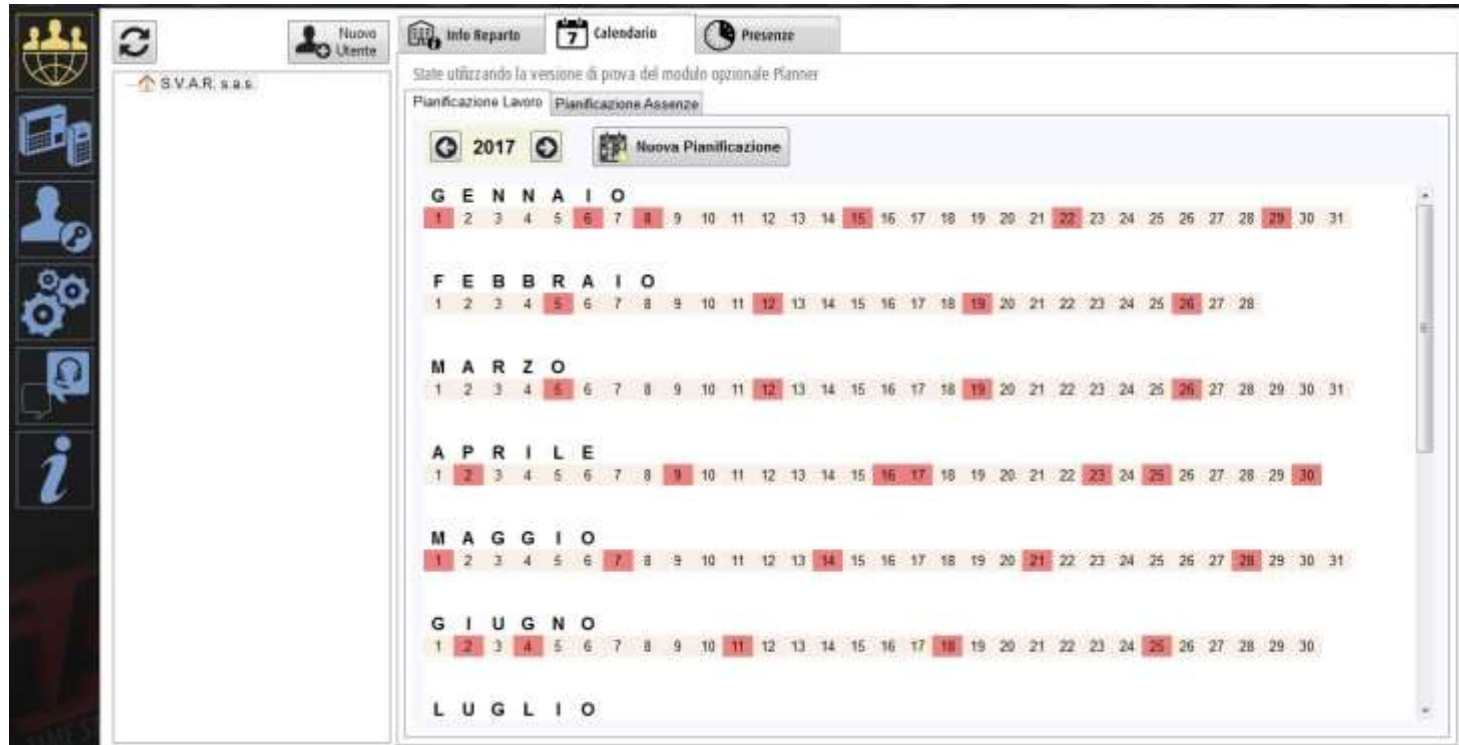 Nuovo
Utente
S.V.A.R. s.a.s.
Info Reparto
7
Calendario
Presenze
State utilizzando la versione di prova del modulo opzionale Planner
Pianificazione Lavoro
Pianificazione Assenze
2017
Nuova Pianificazione
GENNAIO
1 2 3 4 5 6 7 8 9 10 11 12 13 14 15 16 17 18 19 20 21 22 23 24 25 26 27 28 29 30 31
FEBBRAIO
1 2 3 4 5 6 7 8 9 10 11 12 13 14 15 16 17 18 19 20 21 22 23 24 25 26 27 28
MARZO
1 2 3 4 5 6 7 8 9 10 11 12 13 14 15 16 17 18 19 20 21 22 23 24 25 26 27 28 29 30 31
APRILE
1 2 3 4 5 6 7 8 9 10 11 12 13 14 15 16 17 18 19 20 21 22 23 24 25 26 27 28 29 30
MAGGIO
1 2 3 4 5 6 7 8 9 10 11 12 13 14 15 16 17 18 19 20 21 22 23 24 25 26 27 28 29 30 31
GIUGNO
1 2 3 4 5 6 7 8 9 10 11 12 13 14 15 16 17 18 19 20 21 22 23 24 25 26 27 28 29 30
LUGLIO